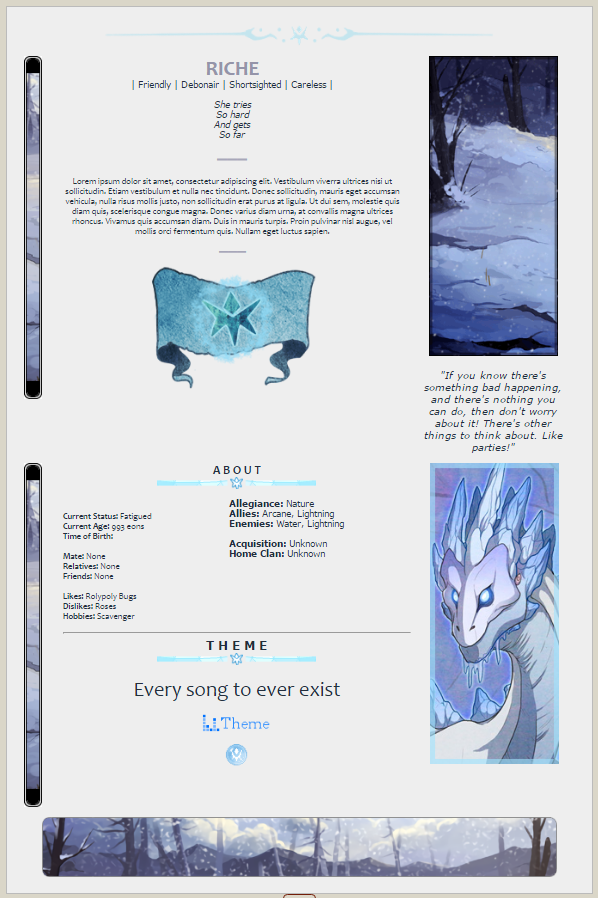 RICHE
| Friendly | Debonair | Shortsighted | Careless |
She tries
So hard
And gets
So far
Lorem ipsum dolor sit amet, consectetur adipiscing elit. Vestibulum viverra ultrices nisi ut
sollicitudin. Etiam vestibulum et nulla nec tincidunt. Donec sollicitudin, mauris eget accumsan
vehicula, nulla risus mollis justo, non sollicitudin erat purus at ligula. Ut dui sem, molestie quis
diam quis, scelerisque congue magna. Donec varius diam urna, at convallis magna ultrices
rhoncus. Vivamus quis accumsan diam. Duis in mauris turpis. Proin pulvinar nisl augue, vel
mollis orci fermentum quis. Nullam eget luctus sapien.
"If you know there's
something bad happening,
and there's nothing you
can do, then don't worry
about it! There's other
things to think about. Like
parties!"
ABOUT
Current Status: Fatigued
Current Age: 993 eons
Time of Birth:
Mate: None
Relatives: None
Friends: None
Likes: Rolypoly Bugs
Dislikes: Roses
Hobbies: Scavenger
Allegiance: Nature
Allies: Arcane, Lightning
Enemies: Water, Lightning
Acquisition: Unknown
Home Clan: Unknown
THEME
Every song to ever exist
Theme